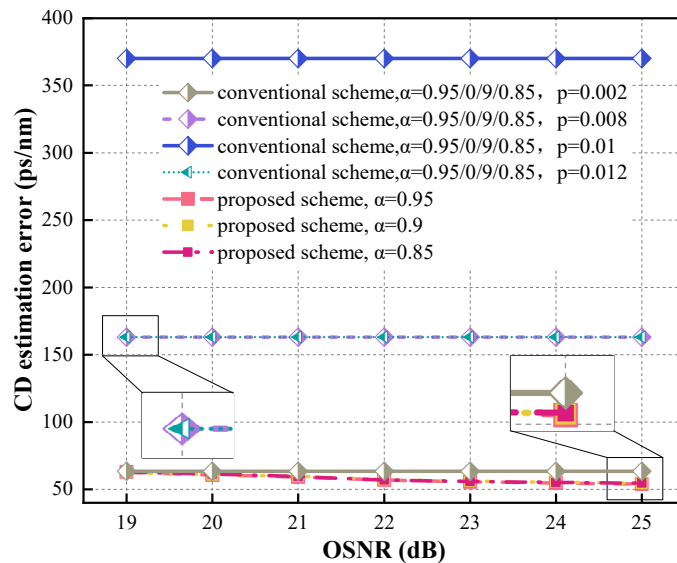 400
350
300
250
200
150
100
50
CD estimation error (ps/nm)
conventional scheme,α=0.95/0/9/0.85，p=0.002
conventional scheme,α=0.95/0/9/0.85，p=0.008
conventional scheme,α=0.95/0/9/0.85，p=0.01
conventional scheme,α=0.95/0/9/0.85，p=0.012
proposed scheme, α=0.95
proposed scheme, α=0.9
proposed scheme, α=0.85
19 20 21 22 23 24 25
OSNR (dB)